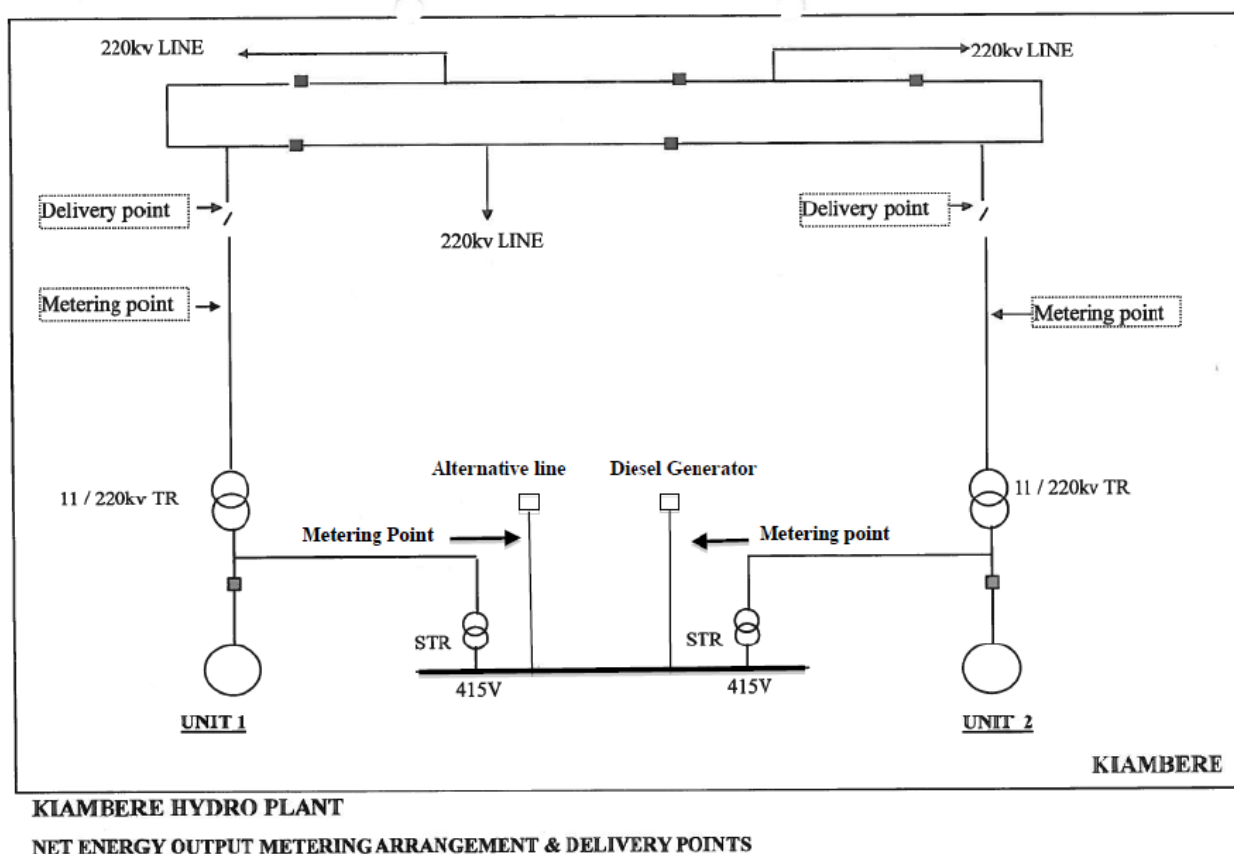 220kv LINE
220kv LINE
Delivery point
Delivery point
220kv LINE
Metering point
Metering point
Alternative line
Diesel Generator
11 / 220kv TR
11 / 220kv TR
Metering Point
Metering point
STR
STR
415V
415V
UNIT 1
UNIT 2
KIAMBERE
KIAMBERE HYDRO PLANT
NET ENERGY OUTPUT METERING ARRANGEMENT & DELIVERY POINTS